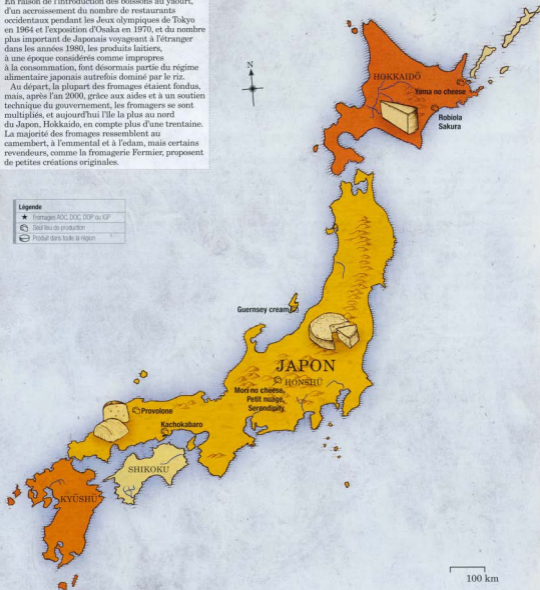 En raison de l'introduction des boissons au yaourt,
d'un accroissement du nombre de restaurants
occidentaux pendant les Jeux olympiques de Tokyo
en 1964 et l'exposition d'Osaka en 1970, et du nombre
plus important de Japonais voyageant à l'étranger
dans les années 1980, les produits laitiers,
à une époque considérés comme impropres
à la consommation, font désormais partie du régime
alimentaire japonais autrefois dominé par le riz.
Au départ, la plupart des fromages étaient fondus,
mais, après l'an 2000, grâce aux aides et à un soutien
technique du gouvernement, les fromagers se sont
multipliés, et aujourd'hui l'île la plus au nord
du Japon, Hokkaido, en compte plus d'une trentaine.
La majorité des fromages ressemblent au
camembert, à l'emmental et à l'edam, mais certains
revendeurs, comme la fromagerie Fermier, proposent
de petites créations originales.
Légende
Fromages AOC, DOC, DOP ou IGP
Seul lieu de production
Produit dans toute la région
N
HOKKAIDŌ
Yama no cheese
Robiola
Sakura
Guernsey cream
JAPON
HONSHŪ
Mori no cheese,
Petit nuage,
Serendipity
Provolone
Kachokabaro
SHIKOKU
KYŪSHŪ
100 km